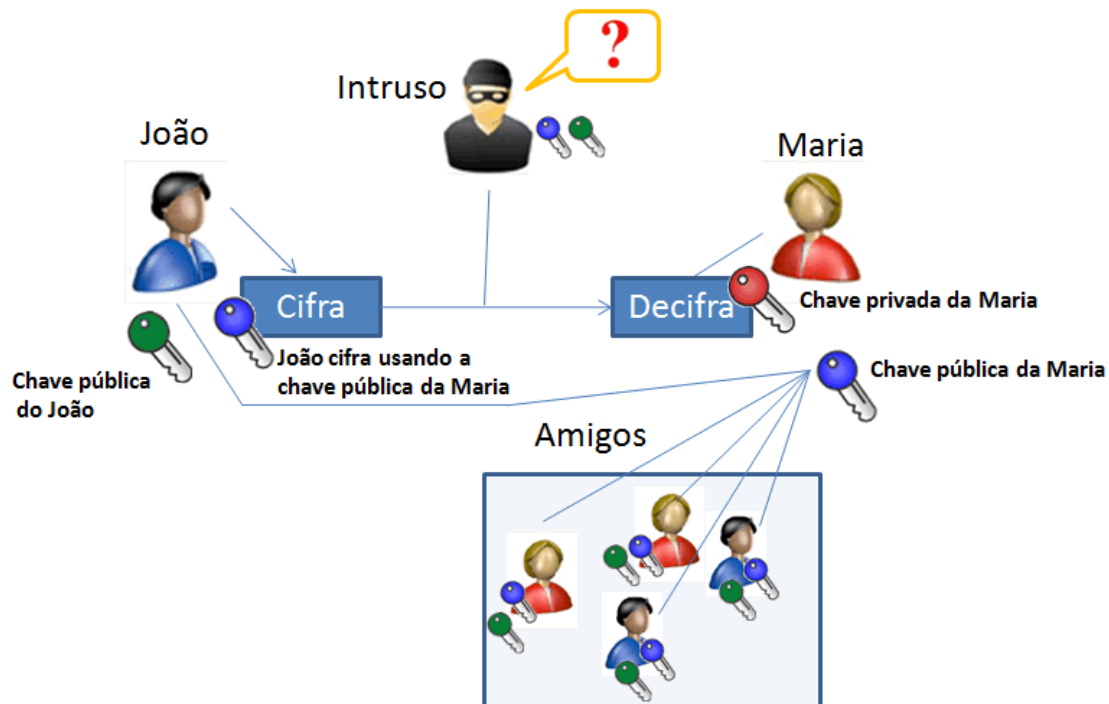 ?
Intruso
João
Maria
Cifra
Decifra
Chave privada da Maria
João cifra usando a
chave pública da Maria
Chave pública
do João
Chave pública da Maria
Amigos